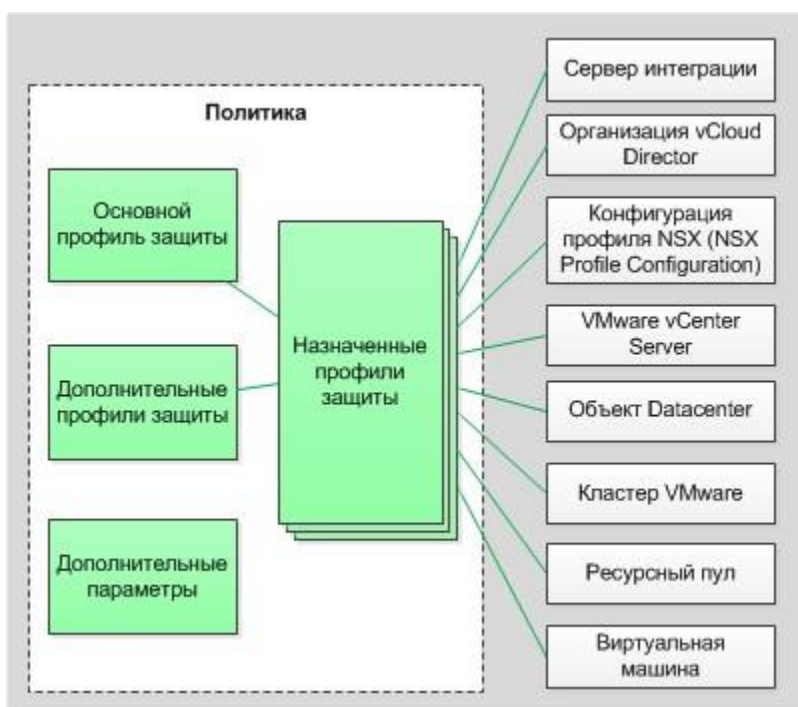 Политика
Основной
профиль защиты
Дополнительные
профили защиты
Дополнительные
параметры
Назначенные
профили
защиты
Сервер интеграции
Организация vCloud
Director
Конфигурация
профиля NSX (NSX
Profile Configuration)
VMware vCenter
Server
Объект Datacenter
Кластер VMware
Ресурсный пул
Виртуальная
машина